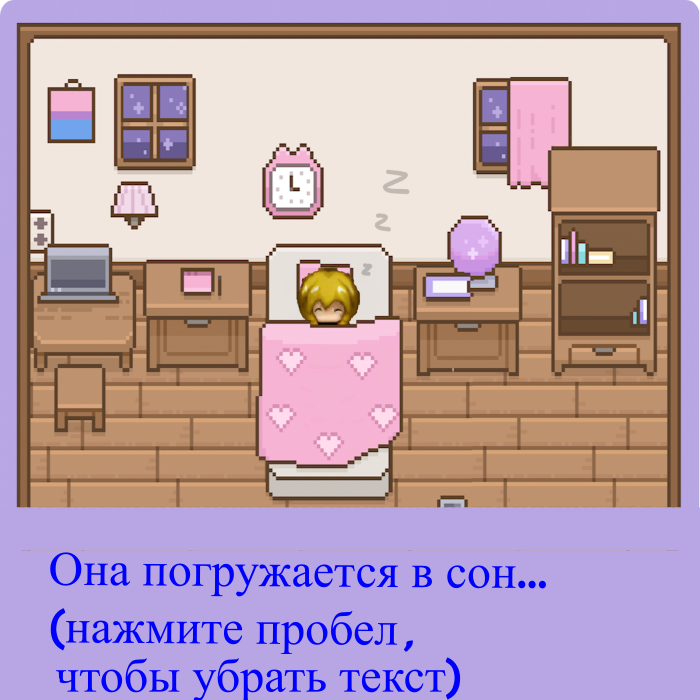 z
z
z
Она погружается в сон...
(нажмите пробел,
чтобы убрать текст)